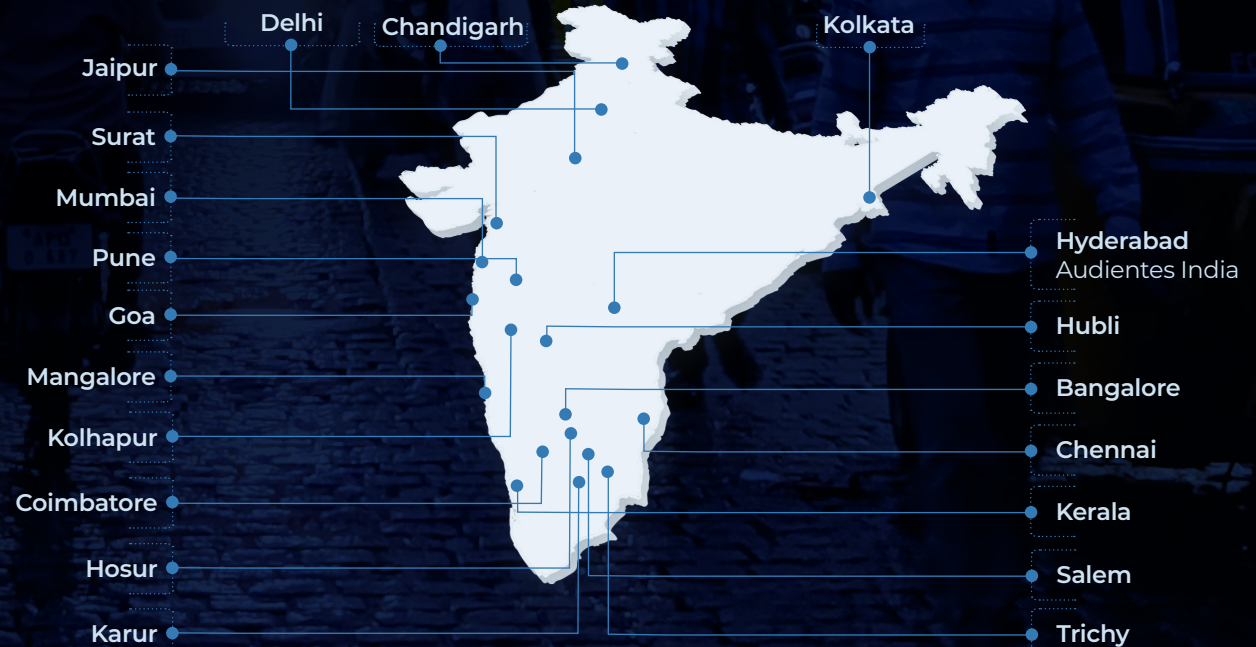 Delhi
Chandigarh
Kolkata
Jaipur
Surat
Mumbai
Pune
Goa
Mangalore
Kolhapur
Coimbatore
Hosur
Karur
Hyderabad
Audientes India
Hubli
Bangalore
Chennai
Kerala
Salem
Trichy